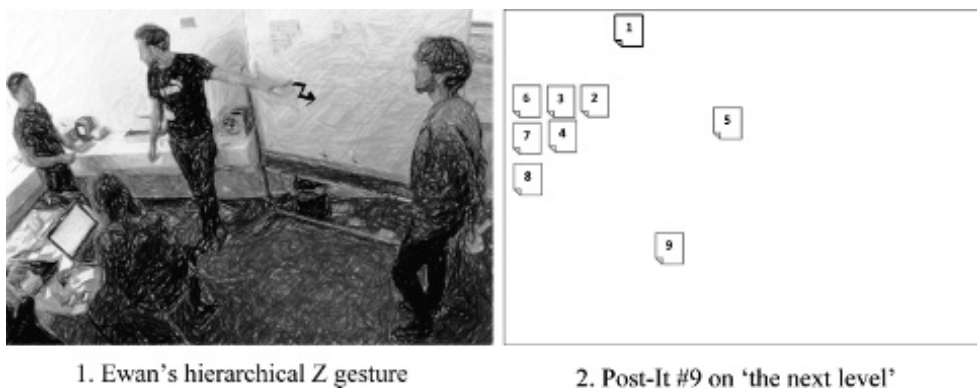 1
6 3 2
5
7 4
8
9
1. Ewan's hierarchical Z gesture
2. Post-It #9 on 'the next level'